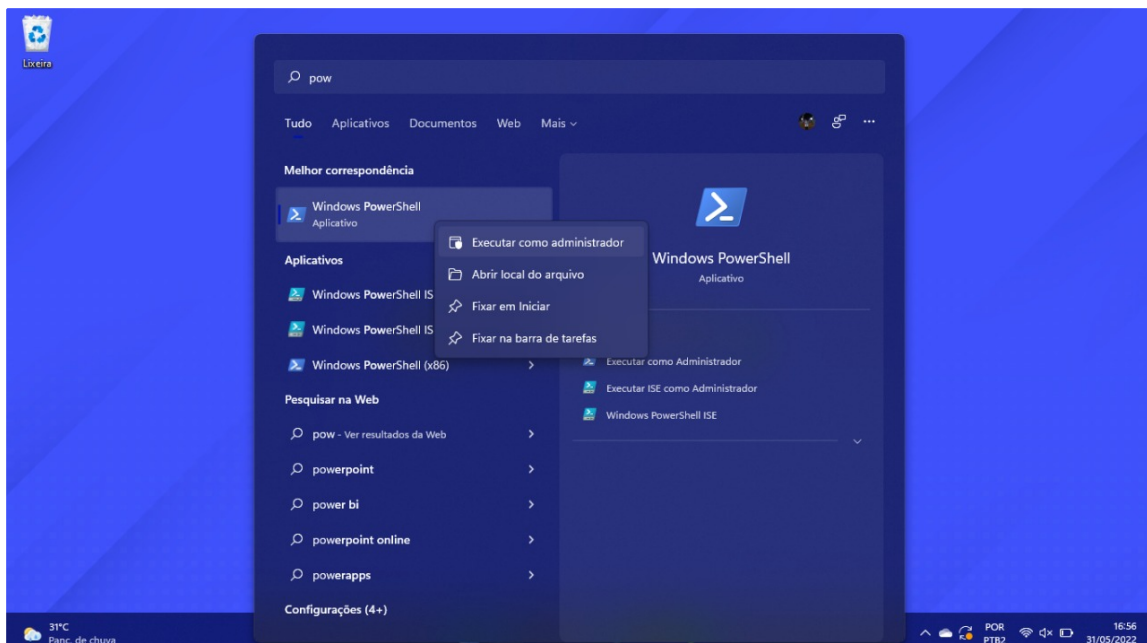 Lixeira
pow
Tudo Aplicativos Documentos Web Mais
Melhor correspondência
Windows PowerShell
Aplicativo
Executar como administrador
Abrir local do arquivo
Fixar em Iniciar
Fixar na barra de tarefas
Aplicativos
Windows PowerShell IS
Windows PowerShell IS
Windows PowerShell (x86)
Pesquisar na Web
pow - Ver resultados da Web
powerpoint
power bi
powerpoint online
powerapps
Configurações (4+)
Windows PowerShell
Aplicativo
Executar como Administrador
Executar ISE como Administrador
Windows PowerShell ISE
31°C
Panc. de chuva
POR
PTB2
16:56
31/05/2022